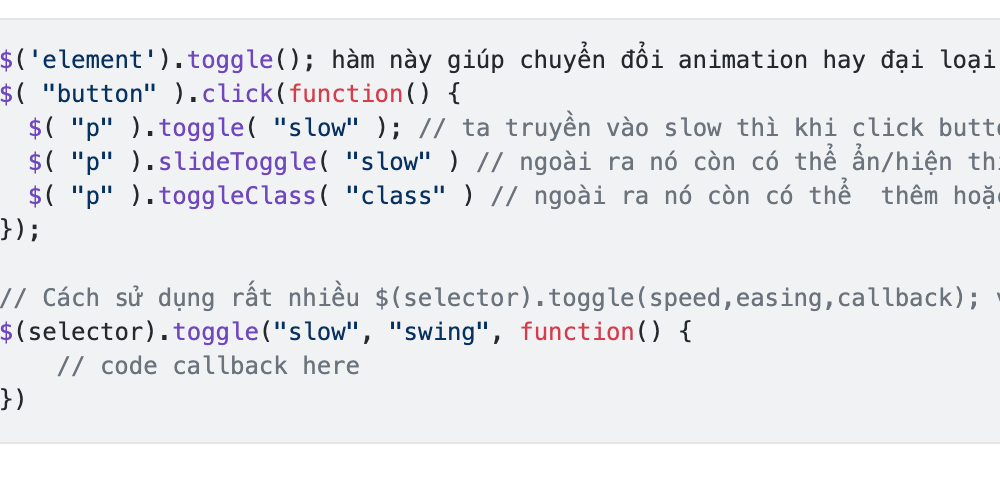 $('element').toggle(); hàm này giúp chuyển đổi animation hay đại loại
$( "button" ).click(function() {
$( "p" ).toggle( "slow" ); // ta truyền vào slow thì khi click
$( "p" ).slideToggle( "slow" ) // ngoài ra nó còn có thể ẩn/hiện
$( "p" ).toggleClass( "class" ) // ngoài ra nó còn có thể  thêm
});
// Cách sử dụng rất nhiều $(selector).toggle(speed,easing,callback);
$(selector).toggle("slow", "swing", function() {
// code callback here
})